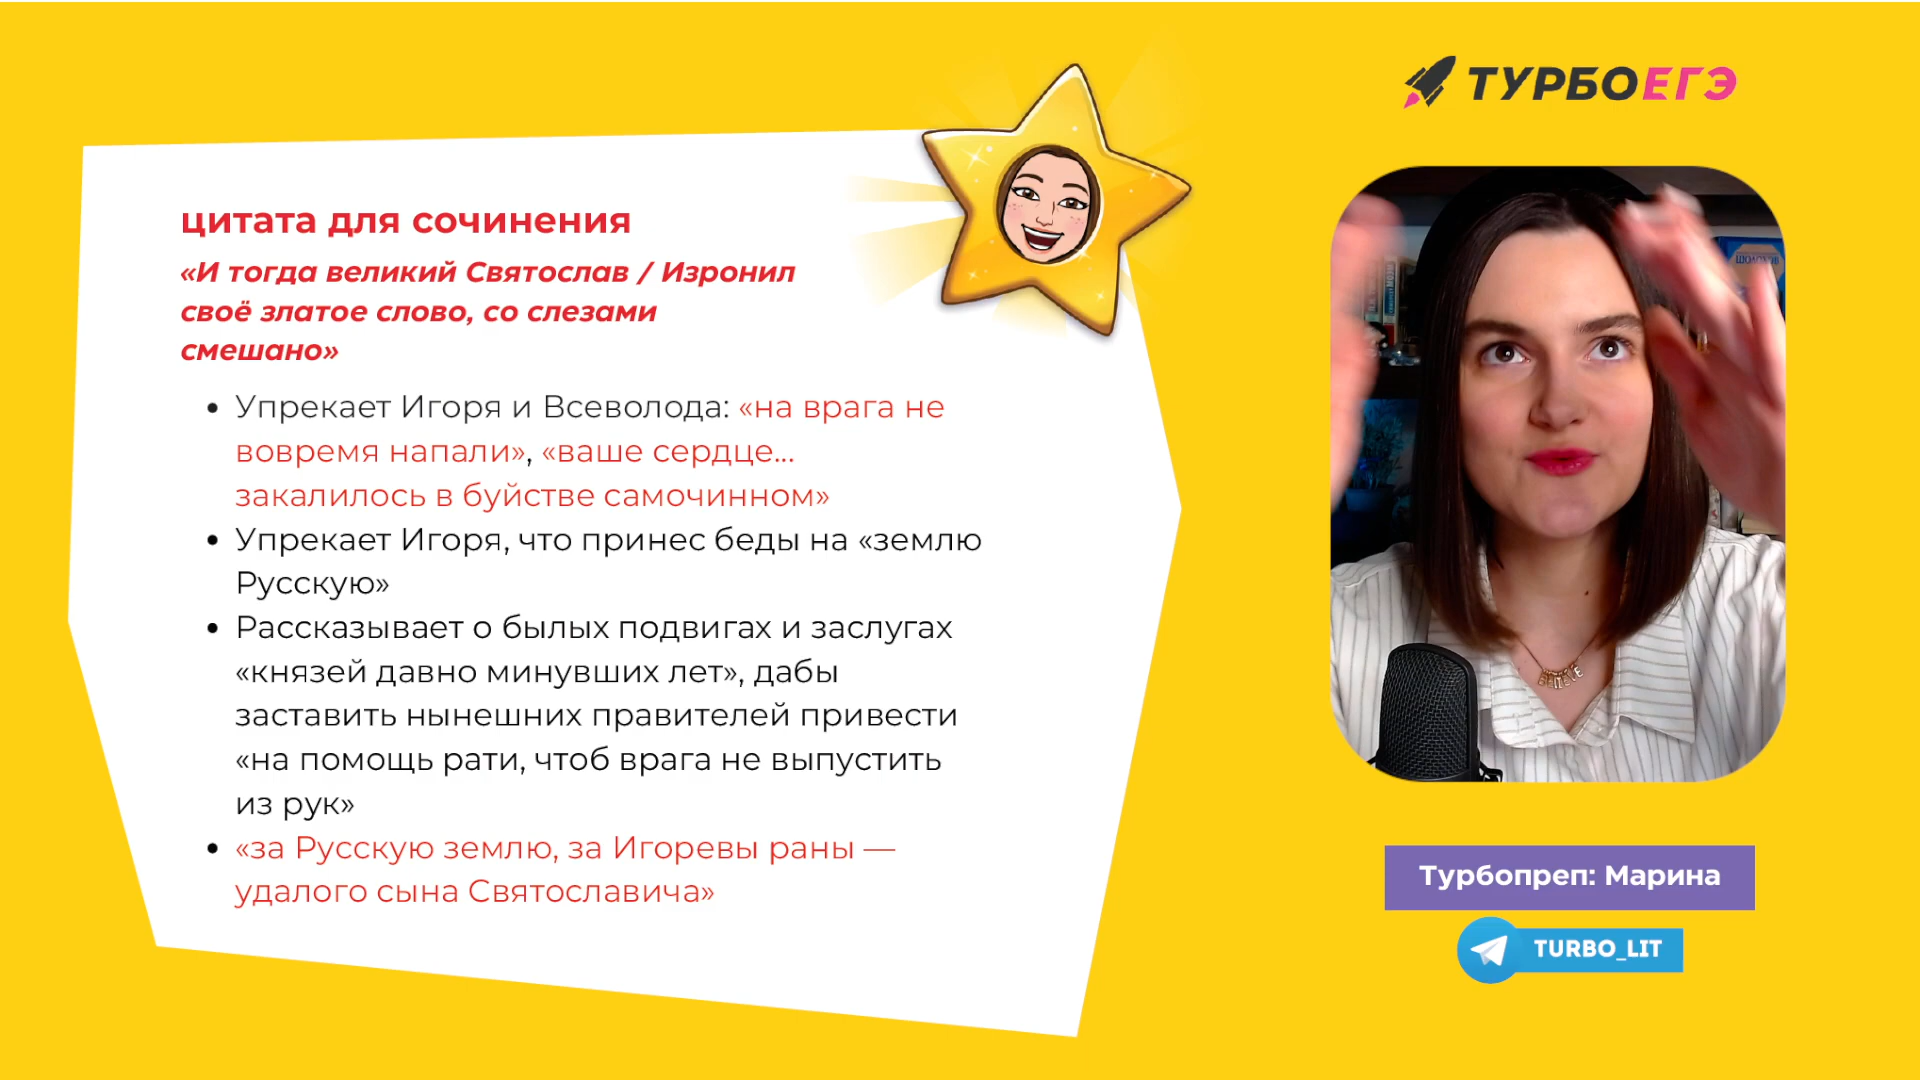 ТУРБОЕГЭ
цитата для сочинения
«И тогда великий Святослав / Изронил
своё златое слово, со слезами
смешано»
• Упрекает Игоря и Всеволода: «на врага не
вовремя напали», «ваше сердце...
закалилось в буйстве самочинном»
• Упрекает Игоря, что принес беды на «землю
Русскую»
• Рассказывает о былых подвигах и заслугах
«князей давно минувших лет», дабы
заставить нынешних правителей привести
«на помощь рати, чтоб врага не выпустить
из рук»
• «за Русскую землю, за Игоревы раны —
удалого сына Святославича»
ШОЛОХОВ
Турбопреп: Марина
TURBO_LIT